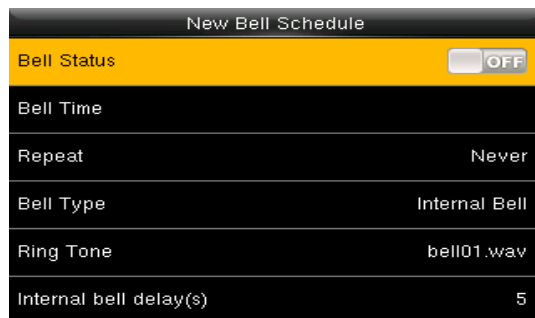 New Bell Schedule
Bell Status OFF
Bell Time
Repeat Never
Bell Type Internal Bell
Ring Tone bell01.wav
Internal bell delay(s) 5